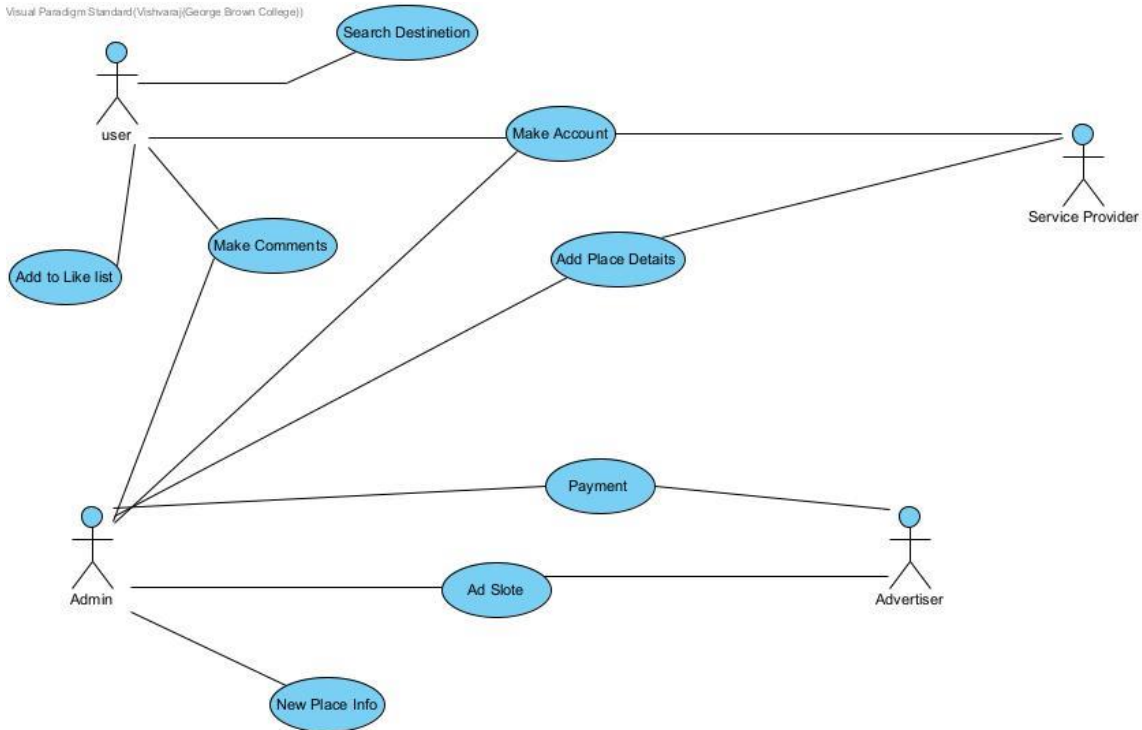 Visual Paradigm Standard(Vishvaraj(George Brown College))
Search Destinetion
user
Make Account
Service Provider
Make Comments
Add Place Detaits
Add to Like list
Payment
Admin
Ad Slote
Advertiser
New Place Info